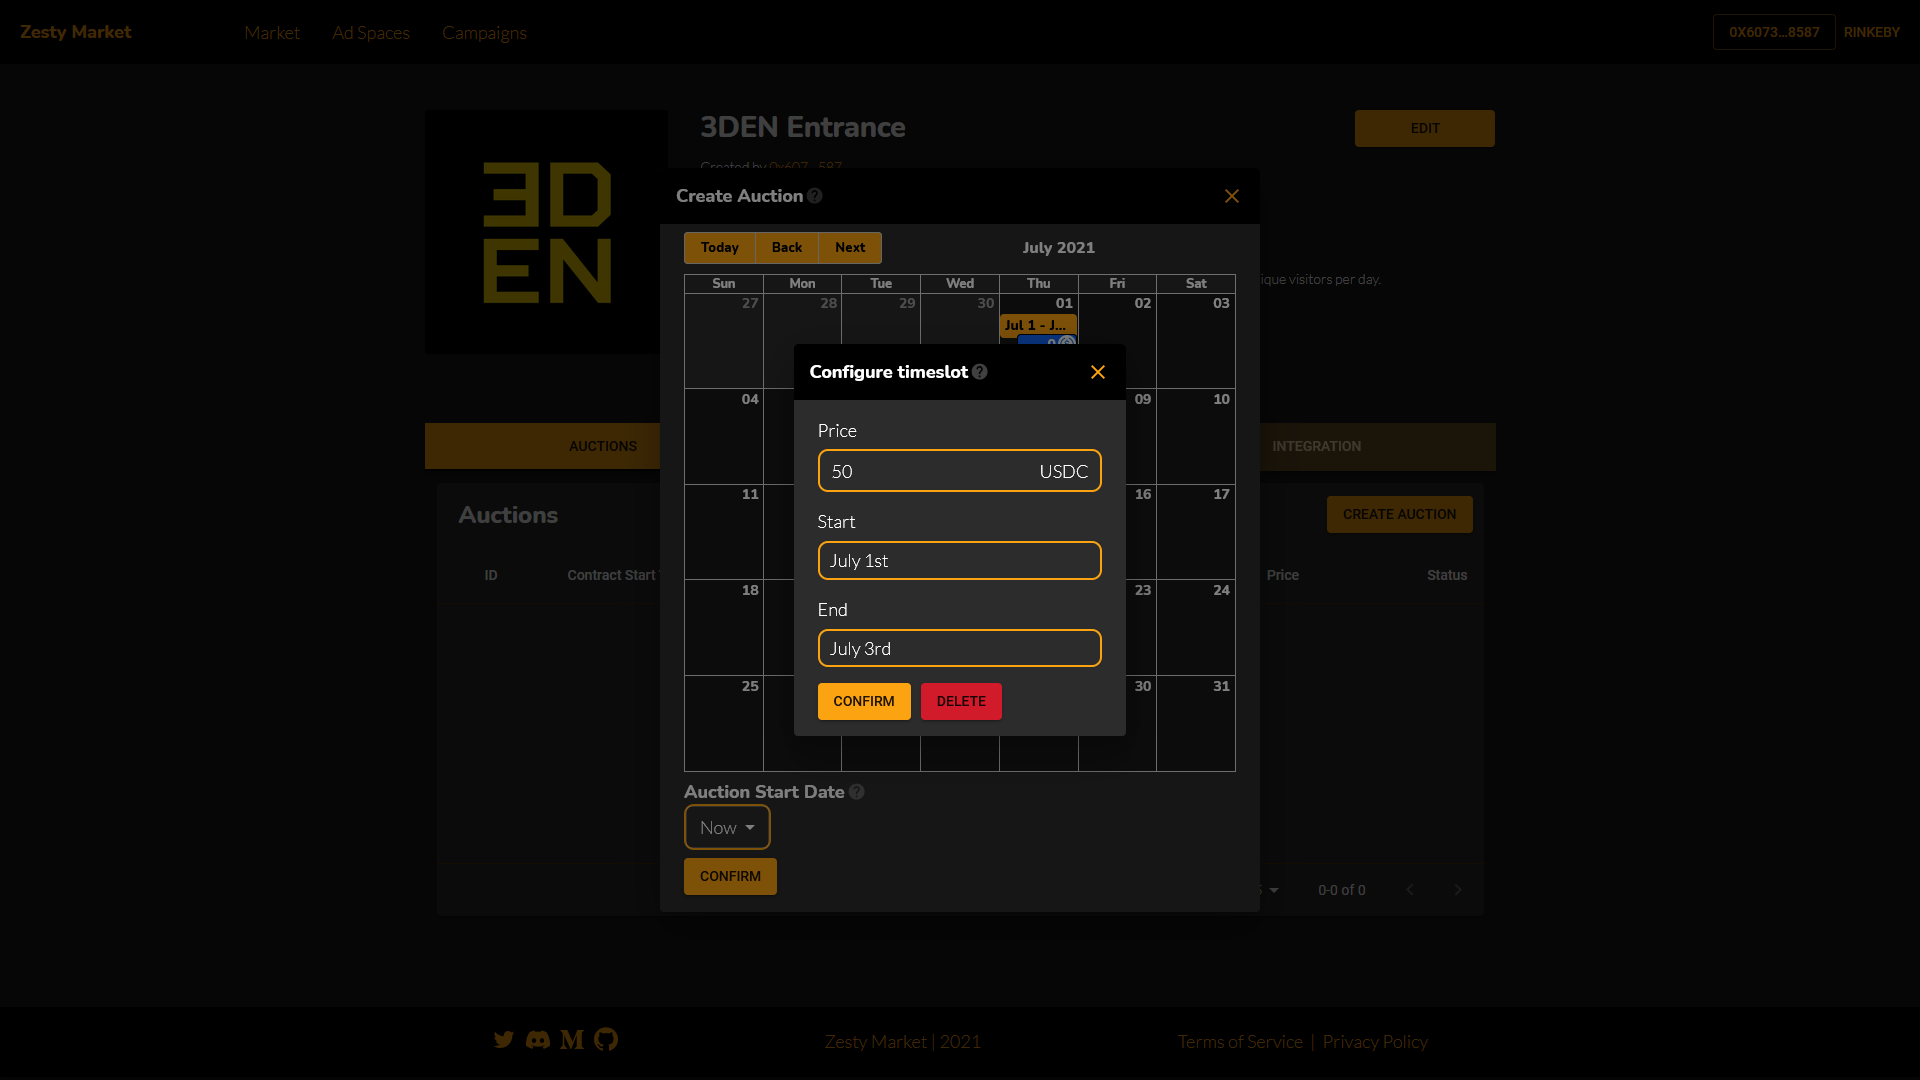 Zesty Market
Market
Ad Spaces
Campaigns
0X6073...8587
RINKEBY
3D
EN
3DEN Entrance
EDIT
Created by 0x607...587
Create Auction
Today
Back
Next
July 2021
ique visitors per day.
Sun Mon Tue Wed Thu Fri Sat
27 28 29 30 01 02 03
Jul 1 - J...
Configure timeslot
04 09 10
Price
50 USDC
AUCTIONS
INTEGRATION
11 16 17
Auctions
CREATE AUCTION
Start
July 1st
ID
Contract Start
Price
Status
18 23 24
End
July 3rd
25 30 31
CONFIRM
DELETE
Auction Start Date
Now
CONFIRM
0-0 of 0
Zesty Market | 2021
Terms of Service | Privacy Policy